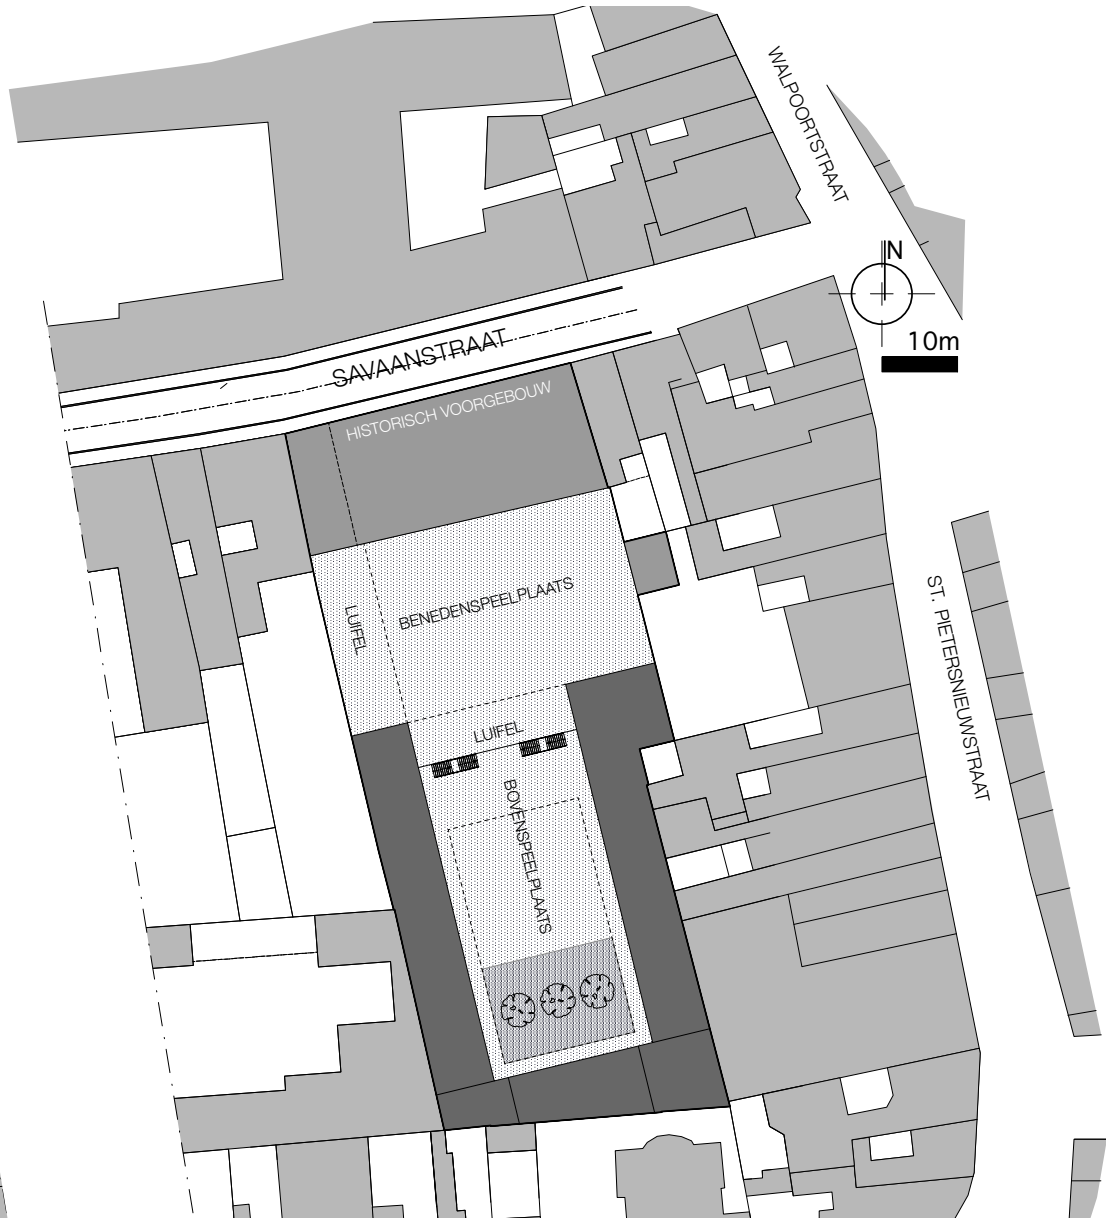 WALPOORTSTRAAT
N
10m
SAVAANSTRAAT
HISTORISCH VOORGEBOUW
BENEDENSPEELPLAATS
LUIFEL
ST. PIETERSNIEUWSTRAAT
LUIFEL
BOVENSPEELPLAATS